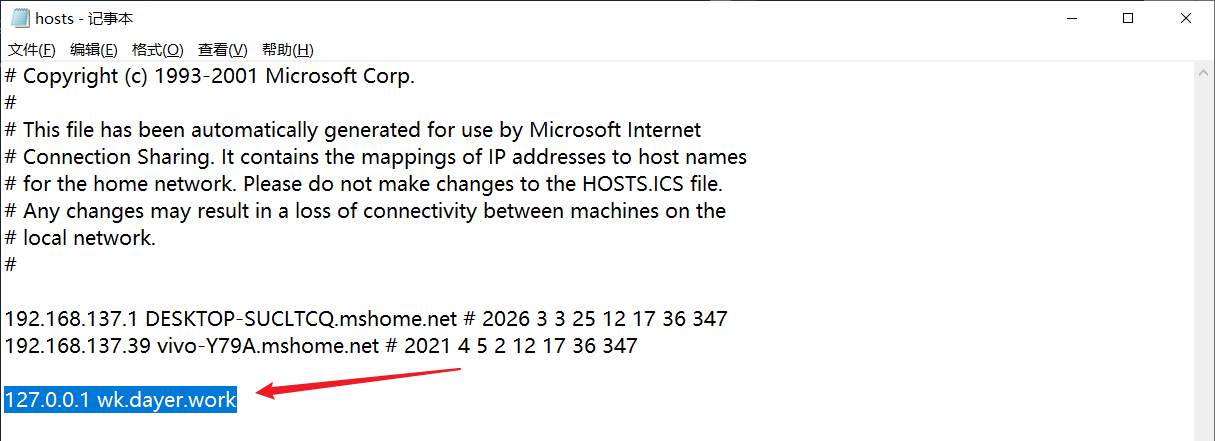 hosts - 记事本
文件(F) 编辑(E) 格式(O) 查看(V) 帮助(H)
# Copyright (c) 1993-2001 Microsoft Corp.
#
# This file has been automatically generated for use by Microsoft Internet
# Connection Sharing. It contains the mappings of IP addresses to host names
# for the home network. Please do not make changes to the HOSTS.ICS file.
# Any changes may result in a loss of connectivity between machines on the
# local network.
#
192.168.137.1 DESKTOP-SUCLTCQ.mshome.net # 2026 3 3 25 12 17 36 347
192.168.137.39 vivo-Y79A.mshome.net # 2021 4 5 2 12 17 36 347
127.0.0.1 wk.dayer.work